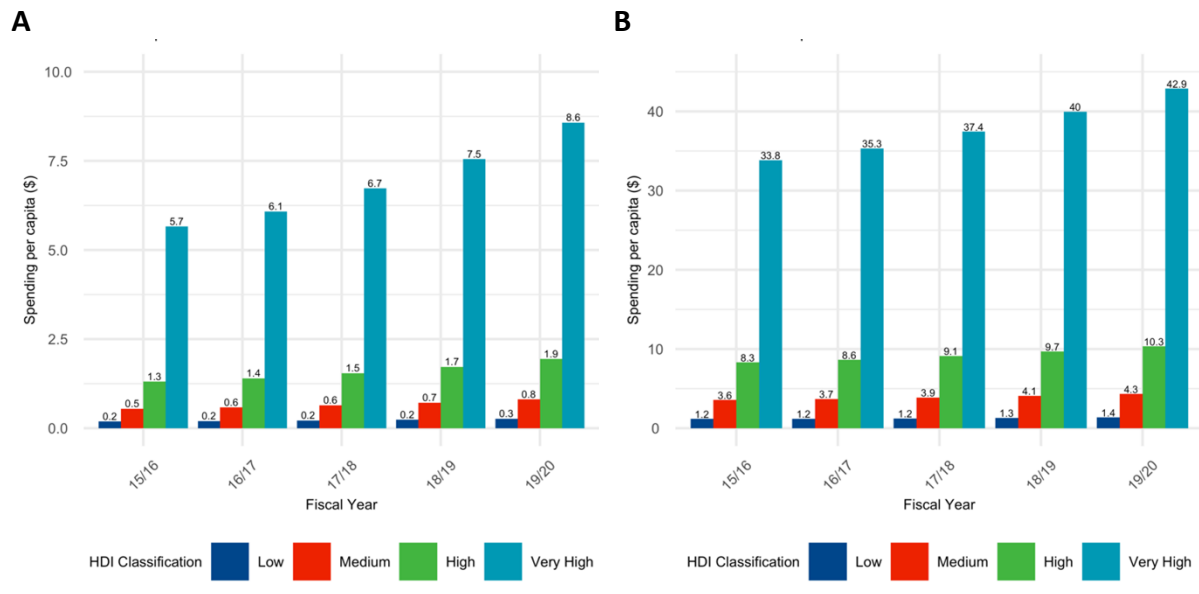 A
Spending per capita ($)
10.0
7.5
5.0
2.5
0.0
0.2 0.5 1.3 5.7
0.2 0.6 1.4 6.1
0.2 0.6 1.5 6.7
0.2 0.7 1.7 7.5
0.3 0.8 1.9 8.6
15/16 16/17 17/18 18/19 19/20
Fiscal Year
HDI Classification Low Medium High Very High
B
Spending per capita ($)
40
30
20
10
0
1.2 3.6 8.3 33.8
1.2 3.7 8.6 35.3
1.2 3.9 9.1 37.4
1.3 4.1 9.7 40
1.4 4.3 10.3 42.9
15/16 16/17 17/18 18/19 19/20
Fiscal Year
HDI Classification Low Medium High Very High